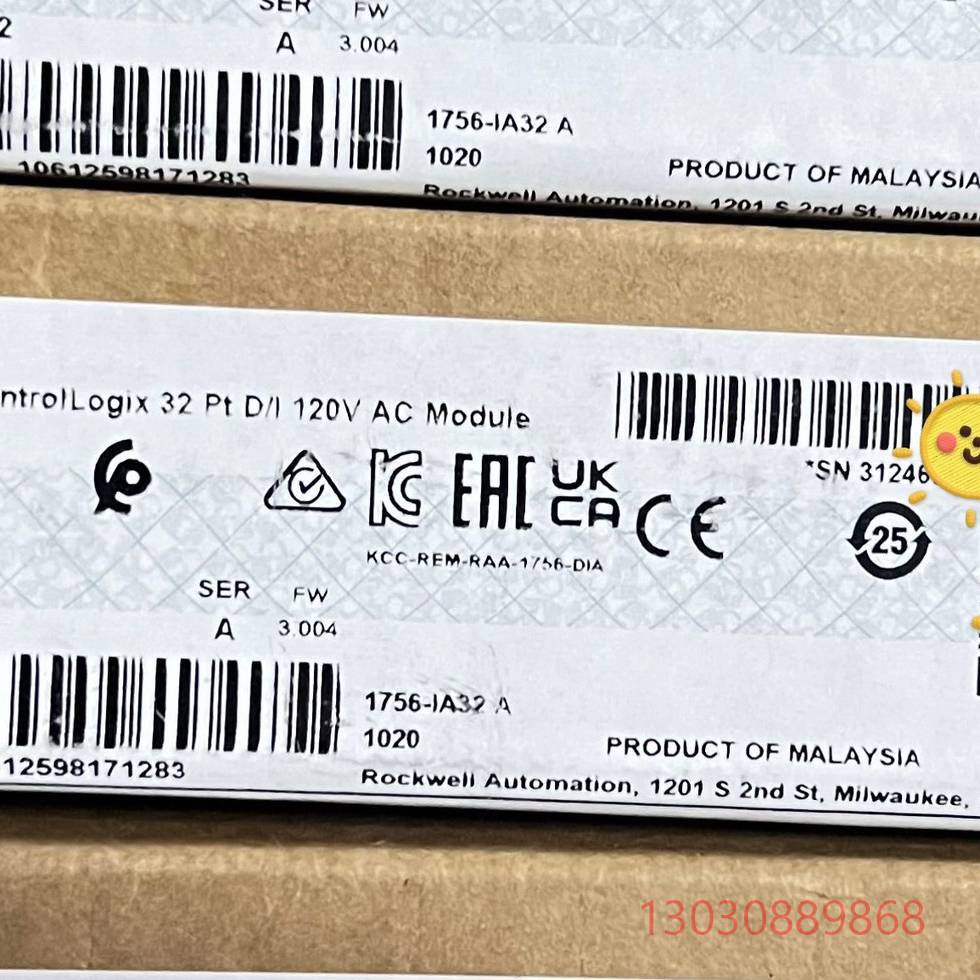 2
SER FW
A 3.004
1756-IA32 A
1020
PRODUCT OF MALAYSIA
10612598171283
Rockwell Automation, 1201 S 2nd St, Milwau
ntrolLogix 32 Pt D/I 120V AC Module
*SN 31246
25
EAC UK
CA CE
KCC-REM-RAA-1756-DIA
SER FW
A 3.004
1756-IA32 A
1020
PRODUCT OF MALAYSIA
12598171283
Rockwell Automation, 1201 S 2nd St, Milwaukee,
13030889868